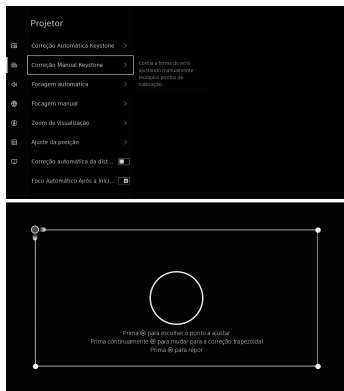 Projetor
Correção Automática Keystone
Correção Manual Keystone
Corrija a forma do ecrã
ajustando manualmente
múltiplos pontos de
calibração.
Focagem automática
Focagem manual
Zoom de visualização
Ajuste da posição
Correção automática da dist...
Foco Automático Após a Inici...
Prima para escolher o ponto a ajustar
Prima continuamente para mudar para a correção trapezoidal
Prima para repor